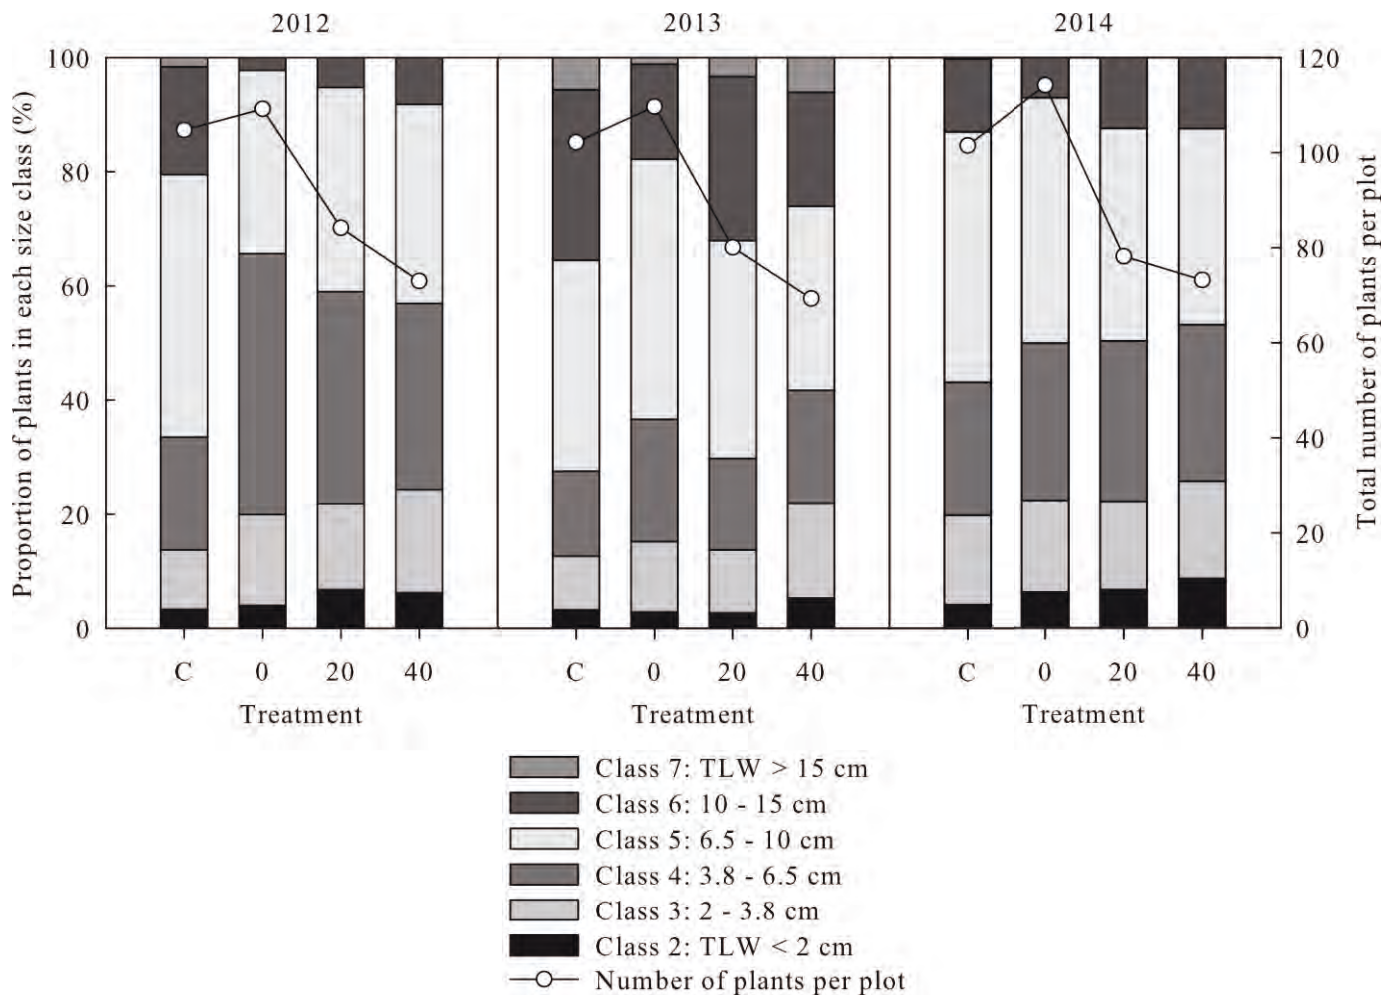 2012 2013 2014
Proportion of plants in each size class (%)
100
80
60
40
20
0
120
100
80
60
40
20
0
Total number of plants per plot
C 0 20 40 C 0 20 40 C 0 20 40
Treatment Treatment Treatment
Class 7: TLW > 15 cm
Class 6: 10 - 15 cm
Class 5: 6.5 - 10 cm
Class 4: 3.8 - 6.5 cm
Class 3: 2 - 3.8 cm
Class 2: TLW < 2 cm
Number of plants per plot